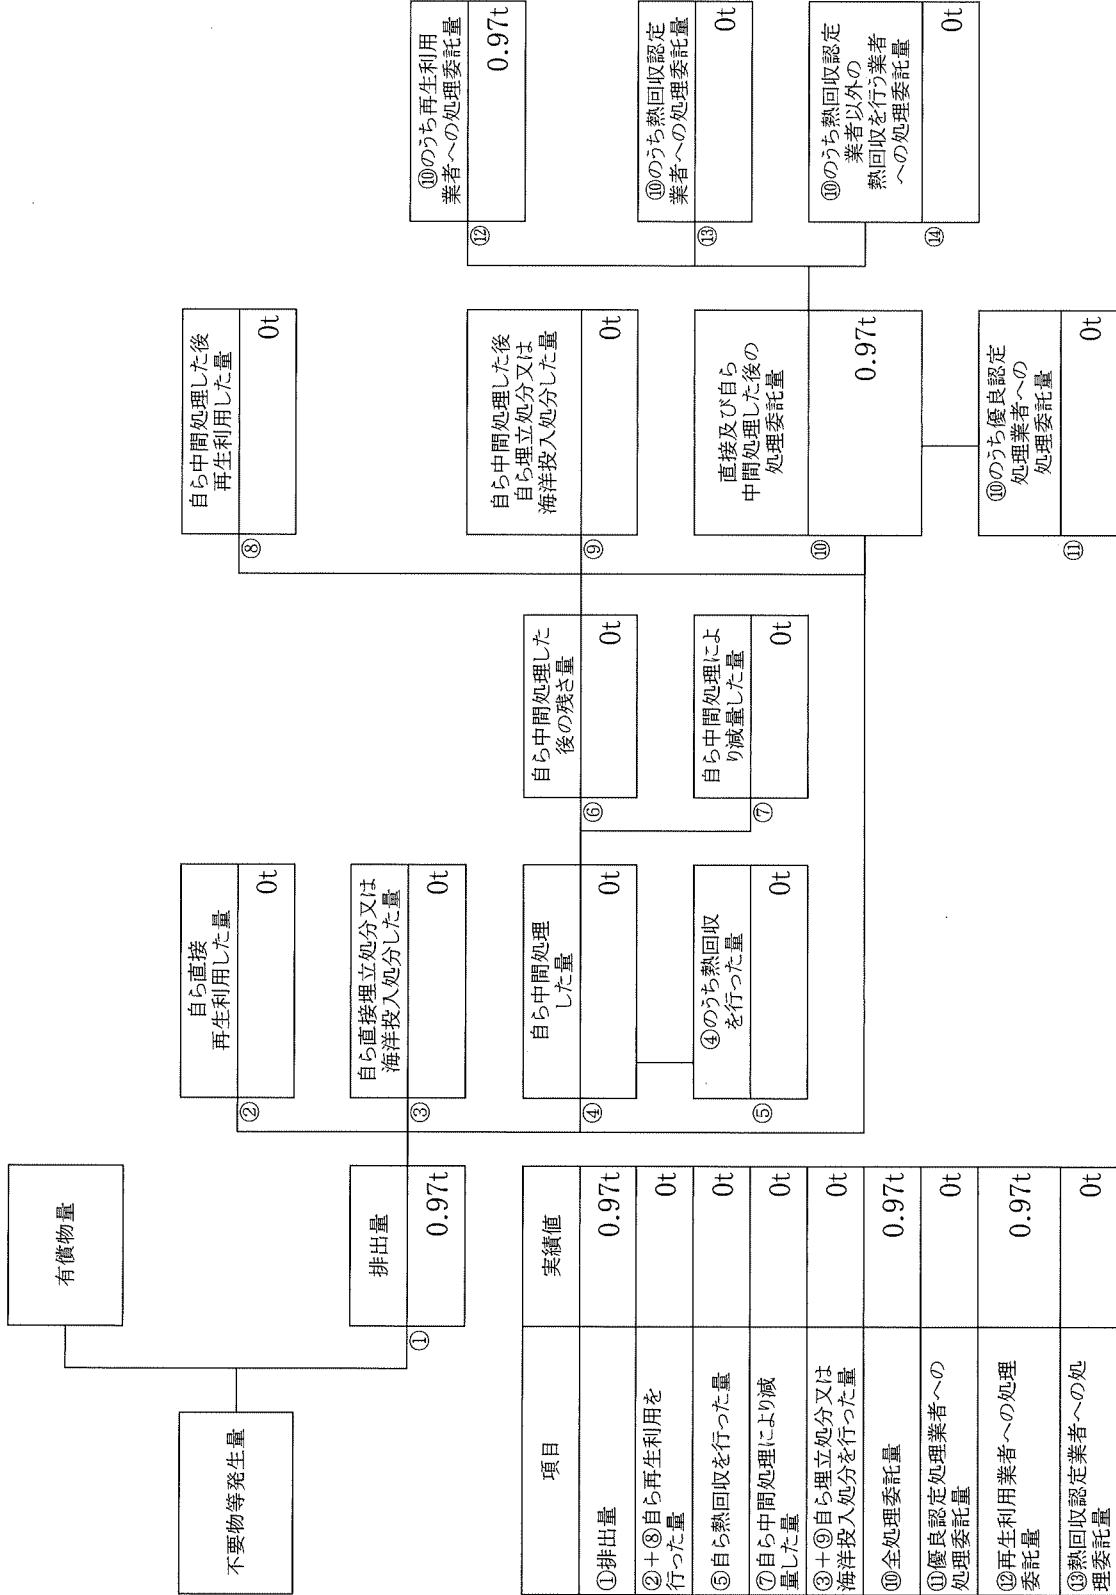 不要物等発生量
有償物量
排出量
①
0.97t
自ら直接
再生利用した量
②
0t
自ら直接埋立処分又は
海洋投入処分した量
③
0t
自ら中間処理
した量
④
0t
④のうち熱回収
を行った量
⑤
0t
自ら中間処理した
後の残さ量
⑥
0t
自ら中間処理によ
り減量した量
⑦
0t
自ら中間処理した後
再生利用した量
⑧
0t
自ら中間処理した後
自ら埋立処分又は
海洋投入処分した量
⑨
0t
直接及び自ら
中間処理した後の
処理委託量
⑩
0.97t
⑩のうち優良認定
処理業者への
処理委託量
⑪
0t
⑩のうち再生利用
業者への処理委託量
⑫
0.97t
⑩のうち熱回収認定
業者への処理委託量
⑬
0t
⑩のうち熱回収認定
業者以外の
熱回収を行う業者
への処理委託量
⑭
0t
項目
実績値
①排出量
0.97t
②+⑧自ら再生利用を
行った量
0t
⑤自ら熱回収を行った量
0t
⑦自ら中間処理により減
量した量
0t
③+⑨自ら埋立処分又は
海洋投入処分を行った量
0t
⑩全処理委託量
0.97t
⑪優良認定処理業者への
処理委託量
0t
⑫再生利用業者への処理
委託量
0.97t
⑬熱回収認定業者への処
理委託量
0t